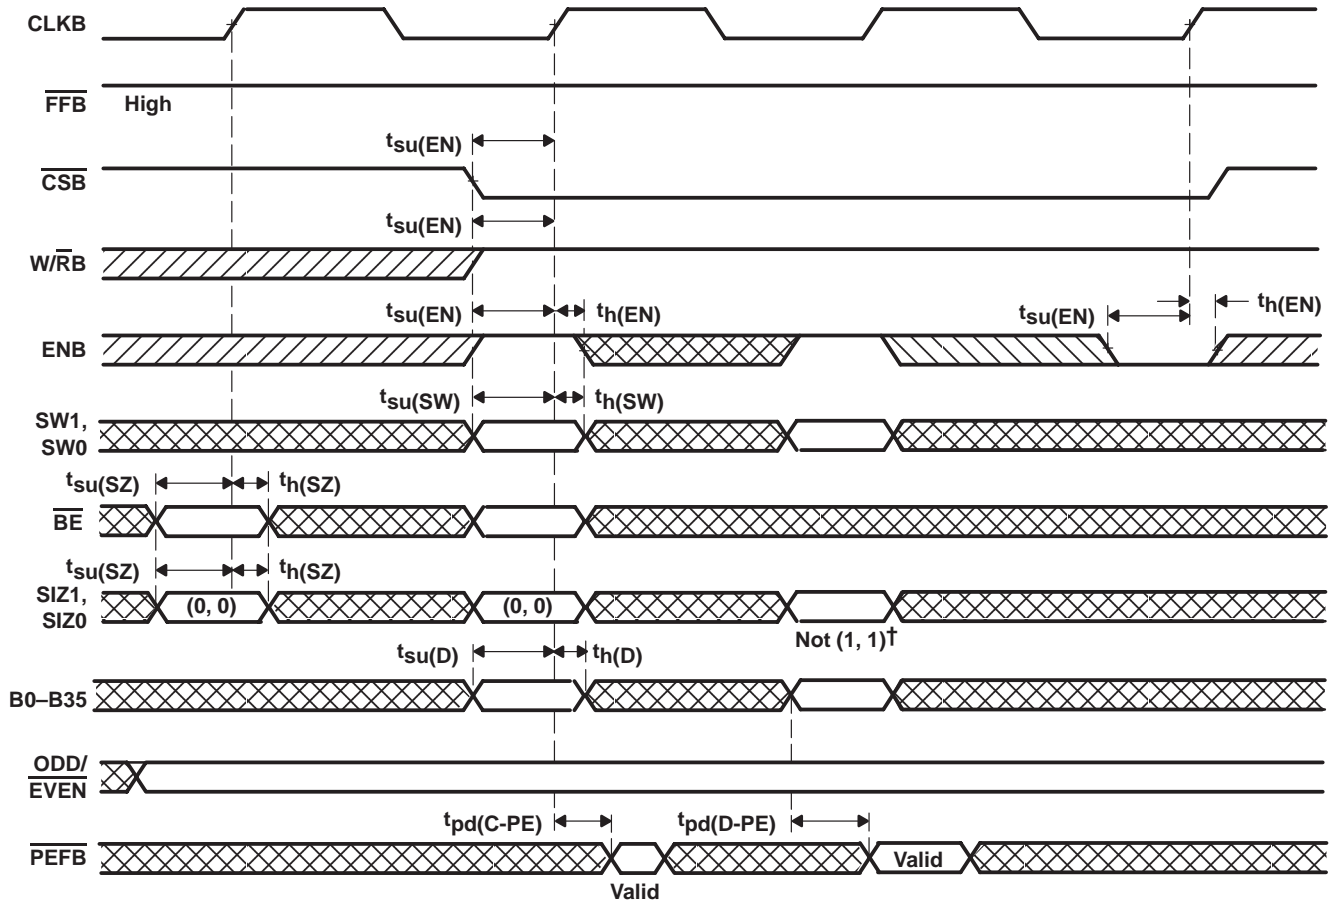 CLKB
FFB High
tsu(EN)
CSB
tsu(EN)
W/RB
tsu(EN) th(EN) tsu(EN) th(EN)
ENB
tsu(SW) th(SW)
SW1,
SW0
tsu(SZ) th(SZ)
BE
tsu(SZ) th(SZ)
SIZ1,
SIZ0
(0, 0) (0, 0)
Not (1, 1)†
tsu(D) th(D)
B0–B35
ODD/
EVEN
tpd(C-PE) tpd(D-PE)
PEFB Valid
Valid